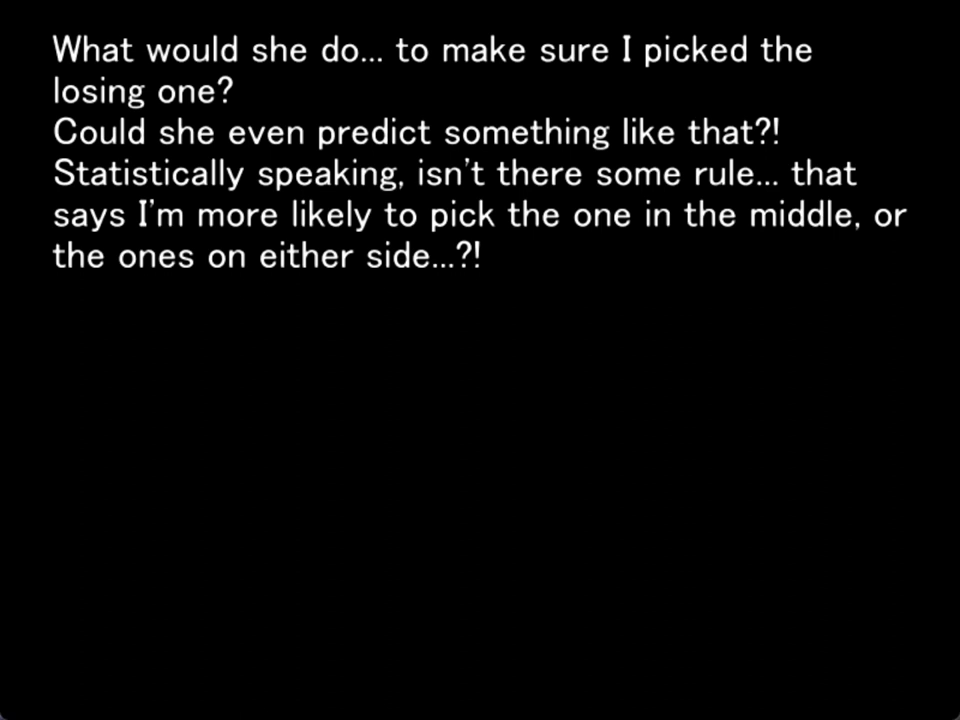 What would she do... to make sure I picked the
losing one?
Could she even predict something like that?!
Statistically speaking, isn't there some rule... that
says I'm more likely to pick the one in the middle, or
the ones on either side...?!